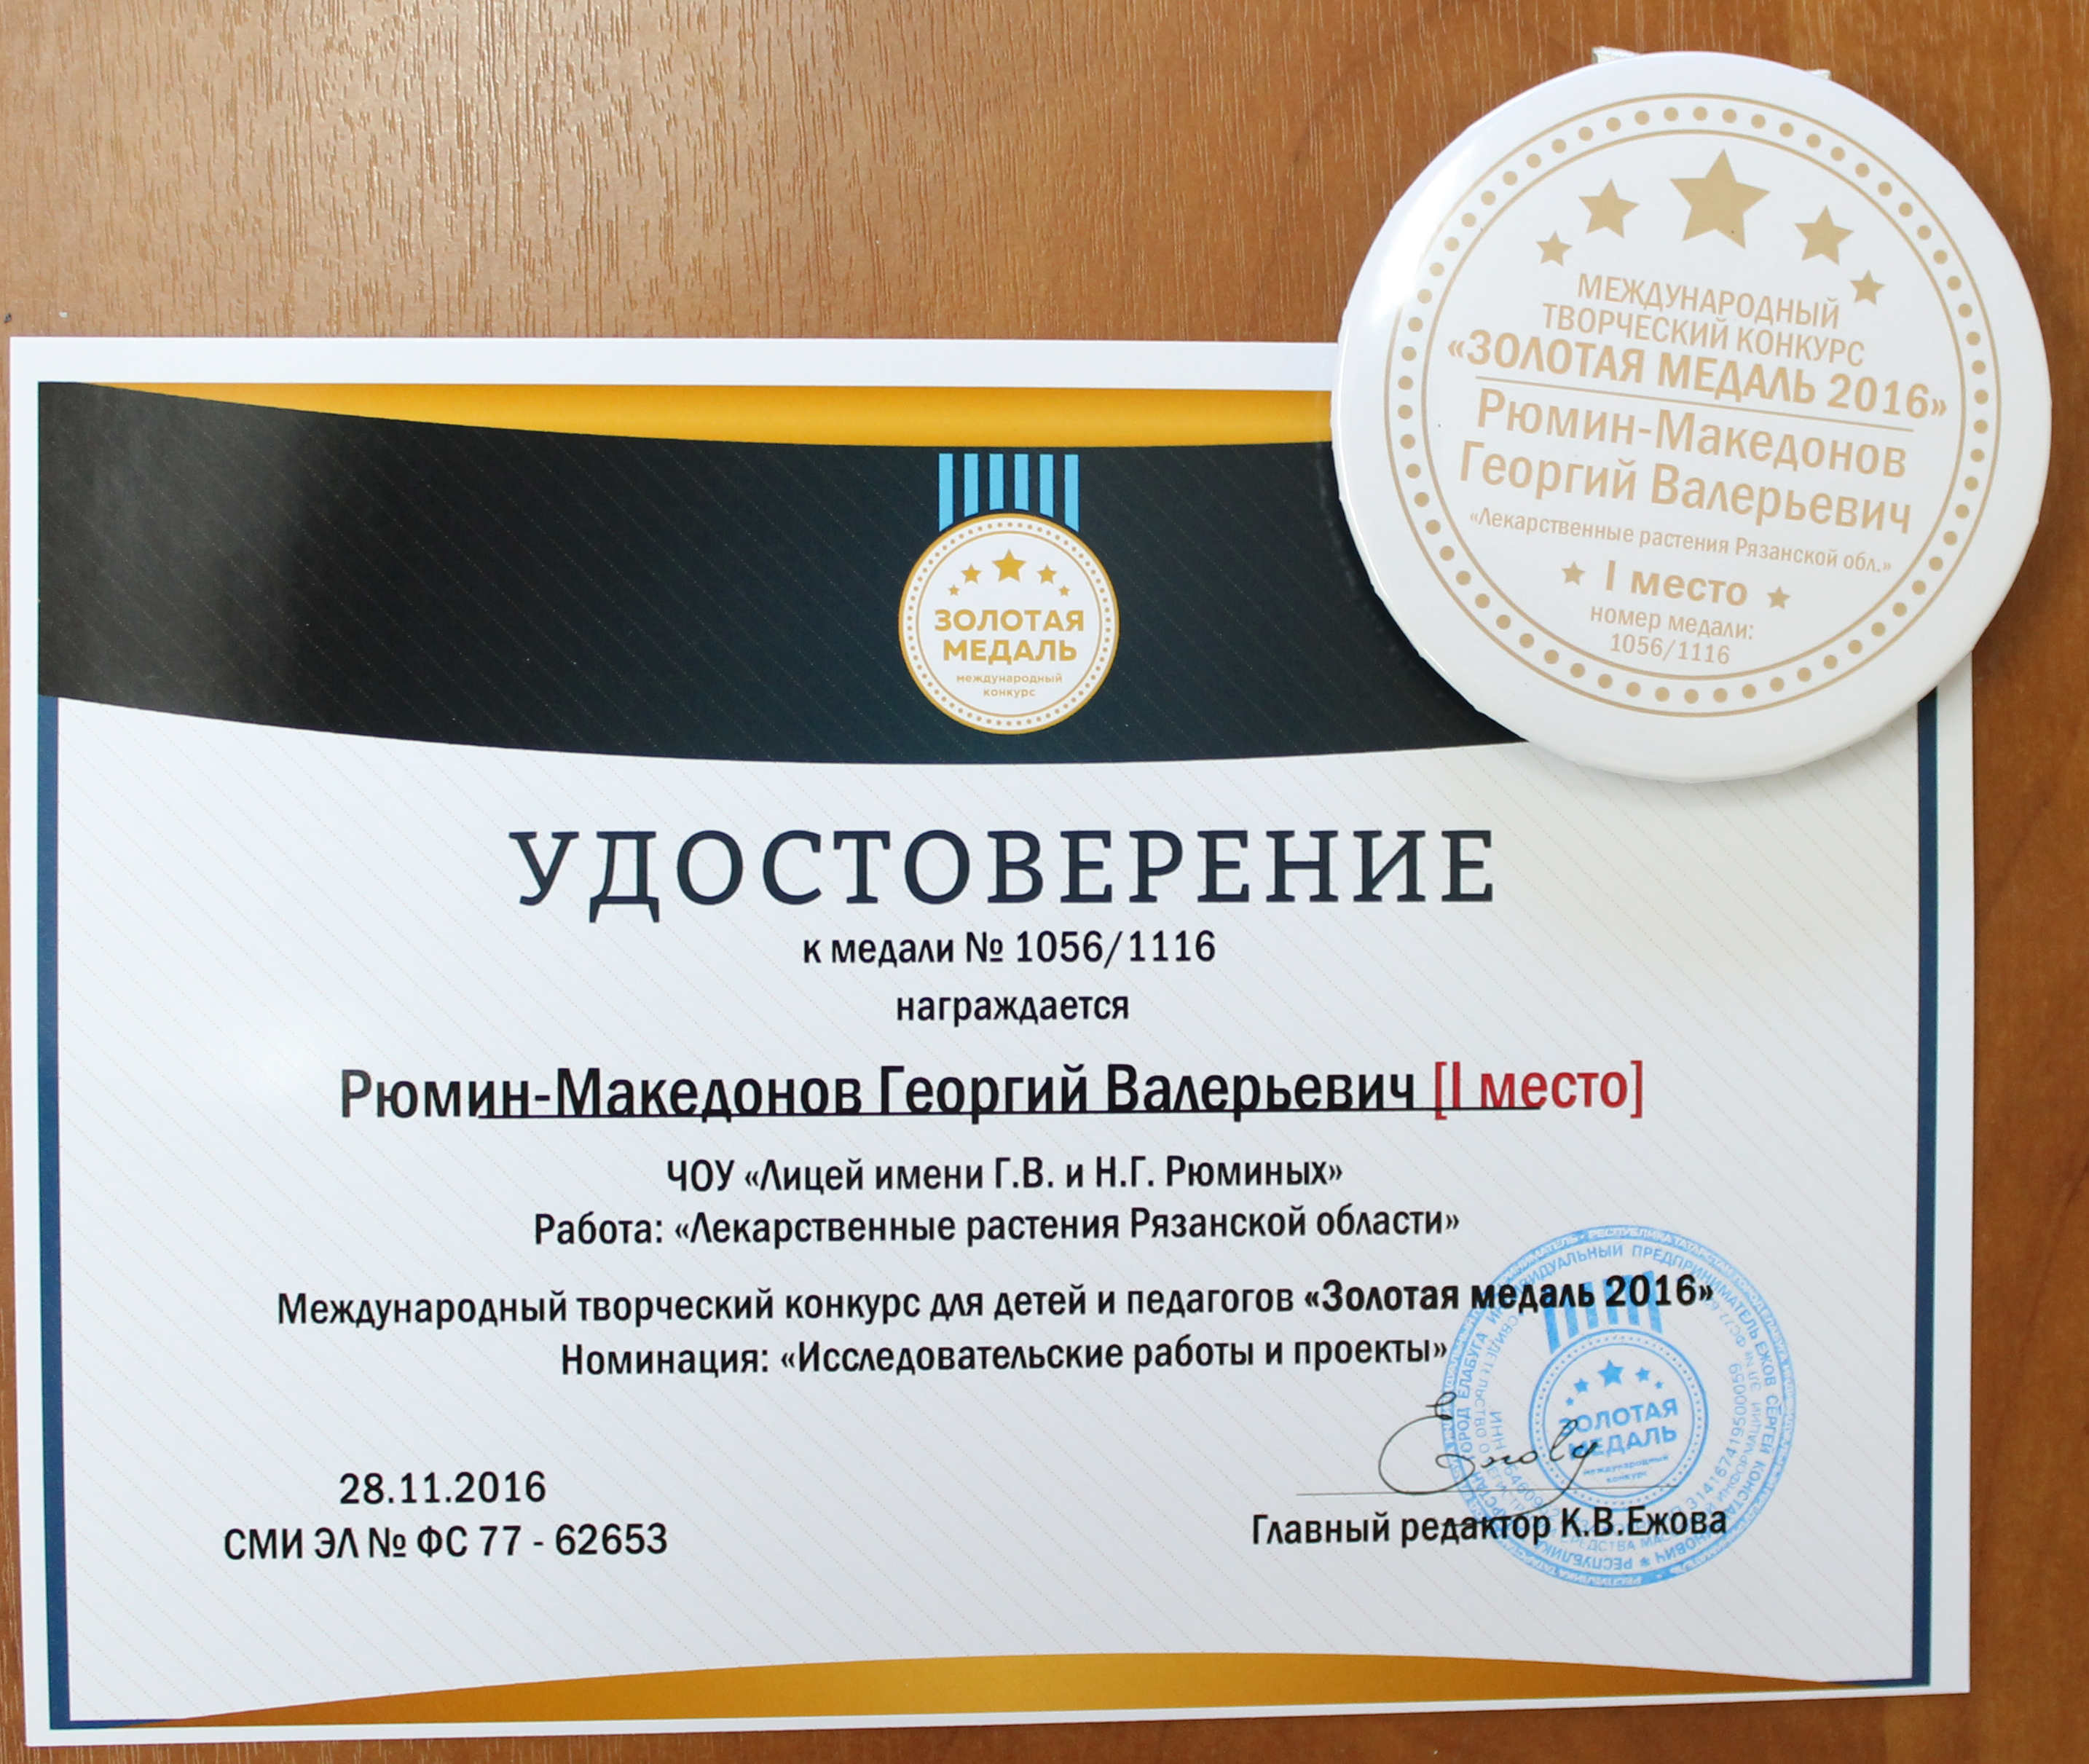 МЕЖДУНАРОДНЫЙ
ТВОРЧЕСКИЙ КОНКУРС
«ЗОЛОТАЯ МЕДАЛЬ 2016»
Рюмин-Македонов
Георгий Валерьевич
«Лекарственные растения Рязанской обл.»
I место
номер медали:
1056/1116
ЗОЛОТАЯ
МЕДАЛЬ
международный
конкурс
УДОСТОВЕРЕНИЕ
к медали № 1056/1116
награждается
Рюмин-Македонов Георгий Валерьевич [I место]
ЧОУ «Лицей имени Г.В. и Н.Г. Рюминых»
Работа: «Лекарственные растения Рязанской области»
Международный творческий конкурс для детей и педагогов «Золотая медаль 2016»
Номинация: «Исследовательские работы и проекты»
28.11.2016
СМИ ЭЛ № ФС 77 - 62653
Главный редактор К.В.Ежова
ИНДИВИДУАЛЬНЫЙ ПРЕДПРИНИМАТЕЛЬ ЕЖОВ СЕРГЕЙ КОНСТАНТИНОВИЧ * РЕСПУБЛИКА ТАТАРСТАН ГОРОД ЕЛАБУГА
ЗОЛОТАЯ
МЕДАЛЬ
международный
конкурс